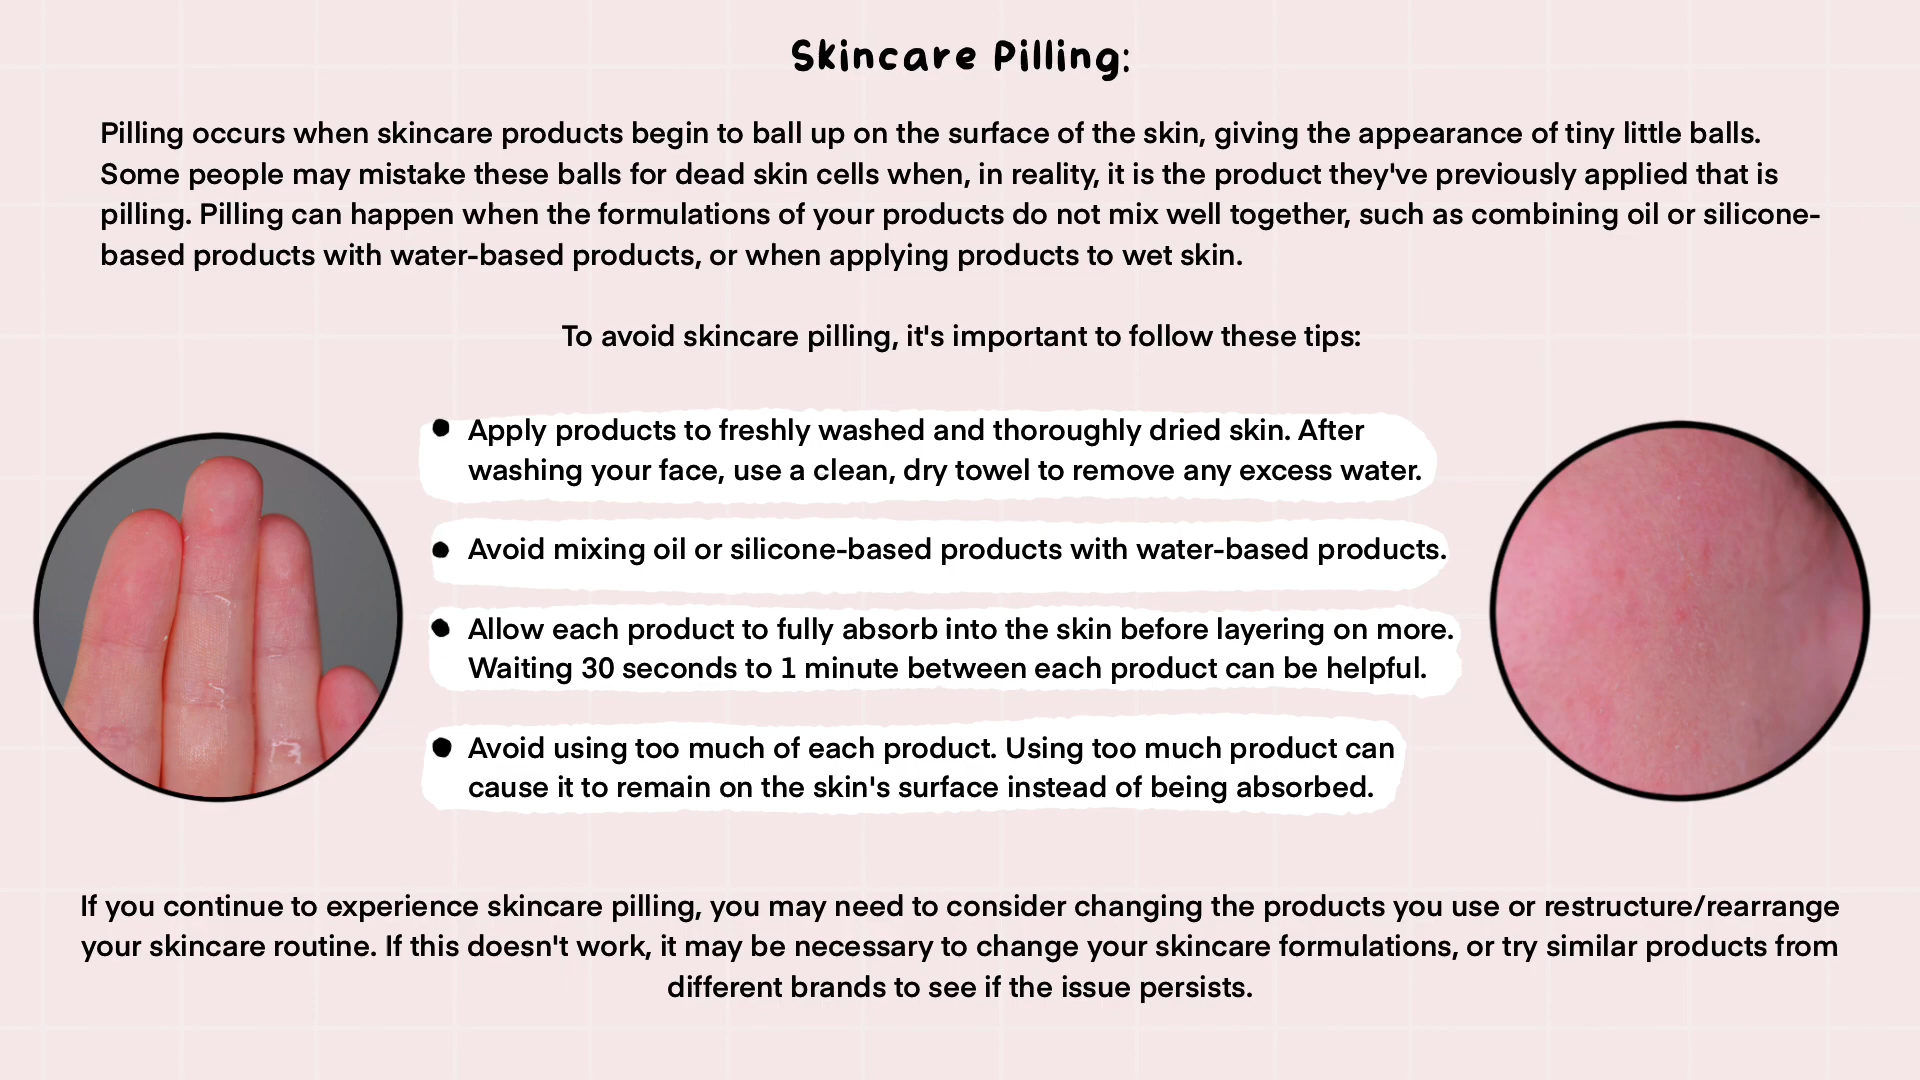 Skincare Pilling:
Pilling occurs when skincare products begin to ball up on the surface of the skin, giving the appearance of tiny little balls.
Some people may mistake these balls for dead skin cells when, in reality, it is the product they've previously applied that is
pilling. Pilling can happen when the formulations of your products do not mix well together, such as combining oil or silicone-
based products with water-based products, or when applying products to wet skin.
To avoid skincare pilling, it's important to follow these tips:
• Apply products to freshly washed and thoroughly dried skin. After
washing your face, use a clean, dry towel to remove any excess water.
• Avoid mixing oil or silicone-based products with water-based products.
• Allow each product to fully absorb into the skin before layering on more.
Waiting 30 seconds to 1 minute between each product can be helpful.
• Avoid using too much of each product. Using too much product can
cause it to remain on the skin's surface instead of being absorbed.
If you continue to experience skincare pilling, you may need to consider changing the products you use or restructure/rearrange
your skincare routine. If this doesn't work, it may be necessary to change your skincare formulations, or try similar products from
different brands to see if the issue persists.